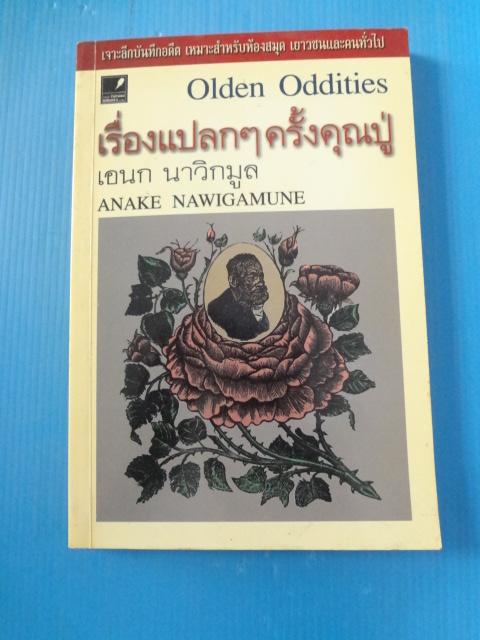 เจาะลึกบันทึกอดีต เหมาะสำหรับห้องสมุด เยาวชนและคนทั่วไป
Olden Oddities
เรื่องแปลกๆ ครั้งคุณปู่
เอนก นาวิกมูล
ANAKE NAWIGAMUNE